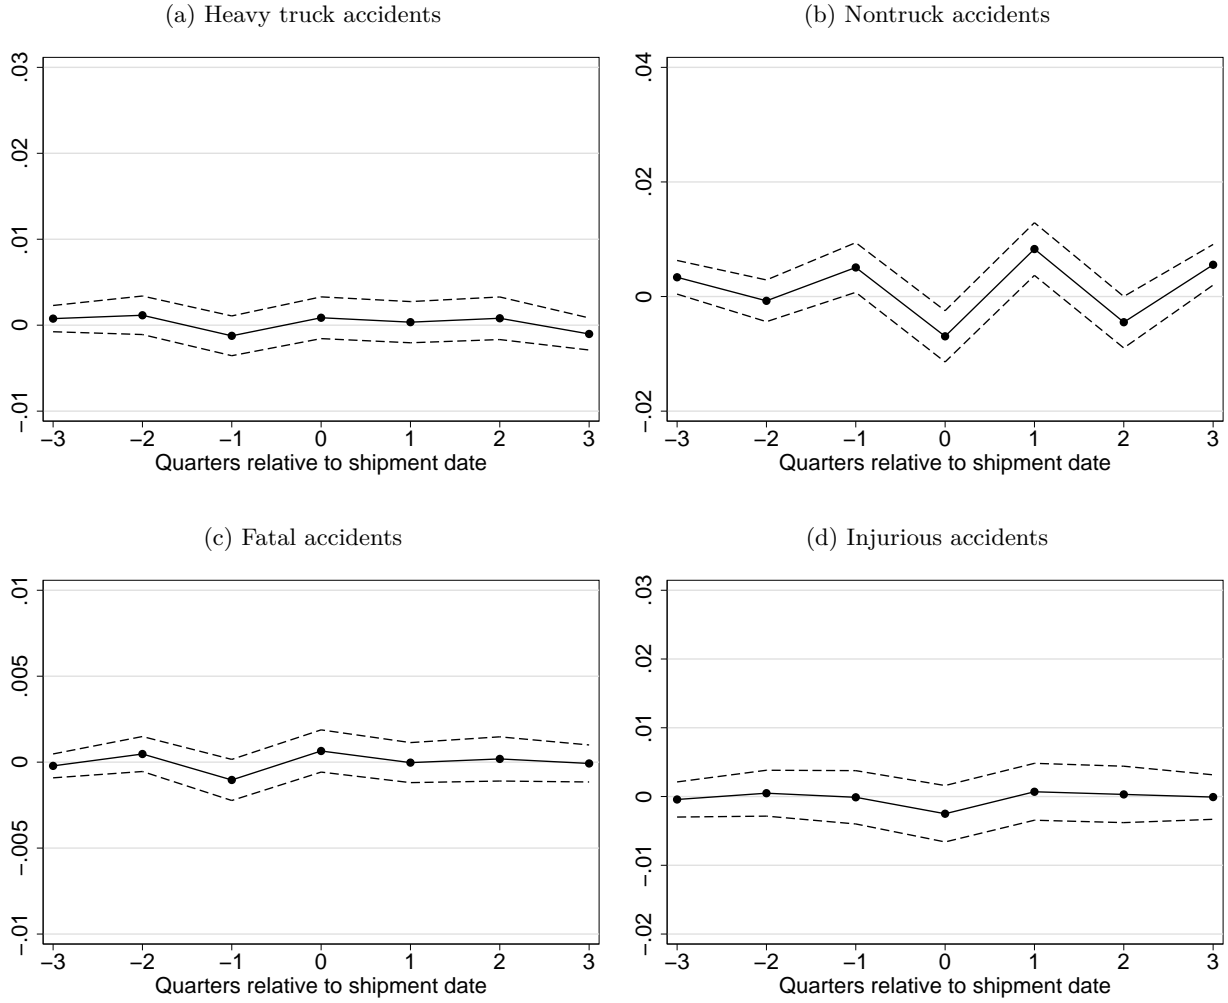 (a) Heavy truck accidents
.03
.02
.01
0
−.01
−3 −2 −1 0 1 2 3
Quarters relative to shipment date
(b) Nontruck accidents
.04
.02
0
−.02
−3 −2 −1 0 1 2 3
Quarters relative to shipment date
(c) Fatal accidents
.01
.005
0
−.005
−.01
−3 −2 −1 0 1 2 3
Quarters relative to shipment date
(d) Injurious accidents
.03
.02
.01
0
−.01
−.02
−3 −2 −1 0 1 2 3
Quarters relative to shipment date